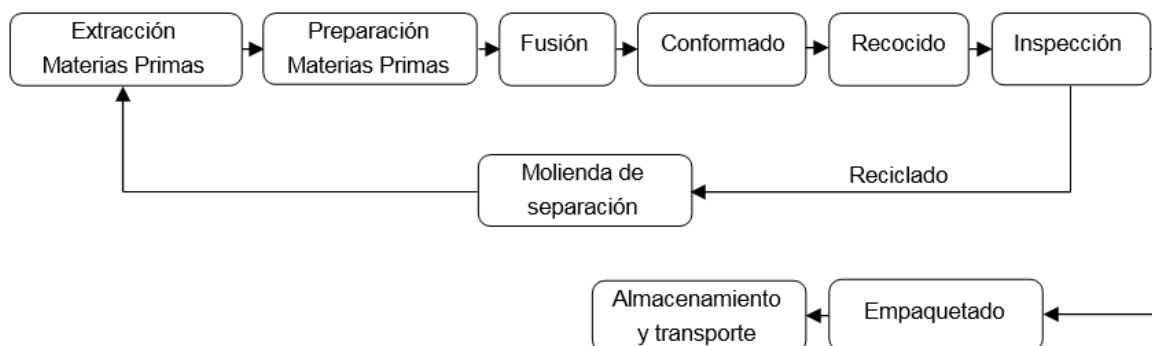 Extracción
Materias Primas
Preparación
Materias Primas
Fusión
Conformado
Recocido
Inspección
Molienda de
separación
Reciclado
Almacenamiento
y transporte
Empaquetado